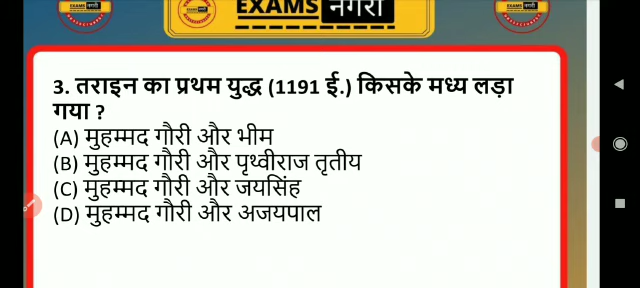 EXAMS नगरी
3. तराइन का प्रथम युद्ध (1191 ई.) किसके मध्य लड़ा
गया ?
(A) मुहम्मद गौरी और भीम
(B) मुहम्मद गौरी और पृथ्वीराज तृतीय
(C) मुहम्मद गौरी और जयसिंह
(D) मुहम्मद गौरी और अजयपाल